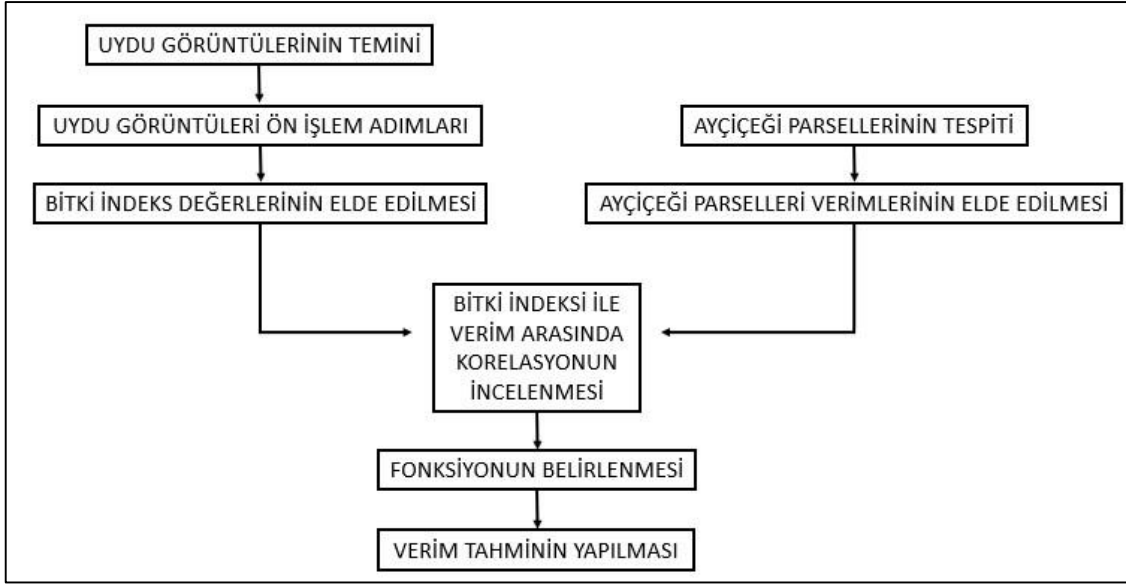 UYDU GÖRÜNTÜLERİNİN TEMİNİ
UYDU GÖRÜNTÜLERİ ÖN İŞLEM ADIMLARI
BİTKİ İNDEKS DEĞERLERİNİN ELDE EDİLMESİ
AYÇİÇEĞİ PARSELLERİNİN TESPİTİ
AYÇİÇEĞİ PARSELLERİ VERİMLERİNİN ELDE EDİLMESİ
BİTKİ İNDEKSİ İLE
VERİM ARASINDA
KORELASYONUN
İNCELENMESİ
FONKSİYONUN BELİRLENMESİ
VERİM TAHMİNİN YAPILMASI